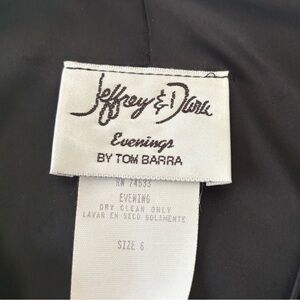 Jeffrey & Dara
Evenings
BY TOM BARRA
RN 74533
EVENING
DRY CLEAN ONLY
LAVAR EN SECO SOLAMENTE
SIZE 6